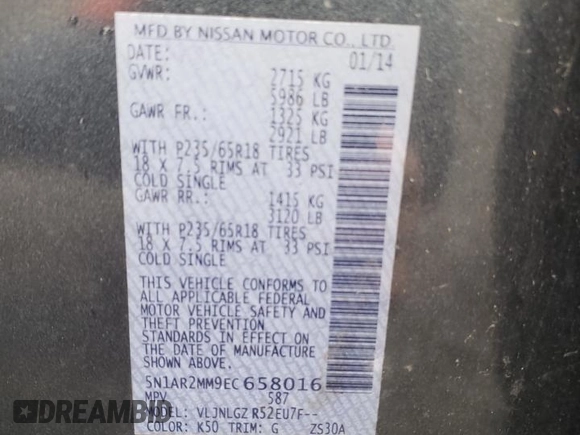 MFD BY NISSAN MOTOR CO., LTD.
DATE: 01/14
GVWR: 2715 KG
5986 LB
GAWR FR.: 1325 KG
2921 LB
WITH P235/65R18 TIRES
18 X 7.5 RIMS AT 33 PSI
COLD SINGLE
GAWR RR.: 1415 KG
3120 LB
WITH P235/65R18 TIRES
18 X 7.5 RIMS AT 33 PSI
COLD SINGLE
THIS VEHICLE CONFORMS TO
ALL APPLICABLE FEDERAL
MOTOR VEHICLE SAFETY AND
THEFT PREVENTION
STANDARDS IN EFFECT ON THE
DATE OF MANUFACTURE
SHOWN ABOVE.
5N1AR2MM9EC658016
MPV 587
MODEL: VLJNLGZ R52EU7F--
COLOR: K50 TRIM: G ZS30A
DEALERS.CARS